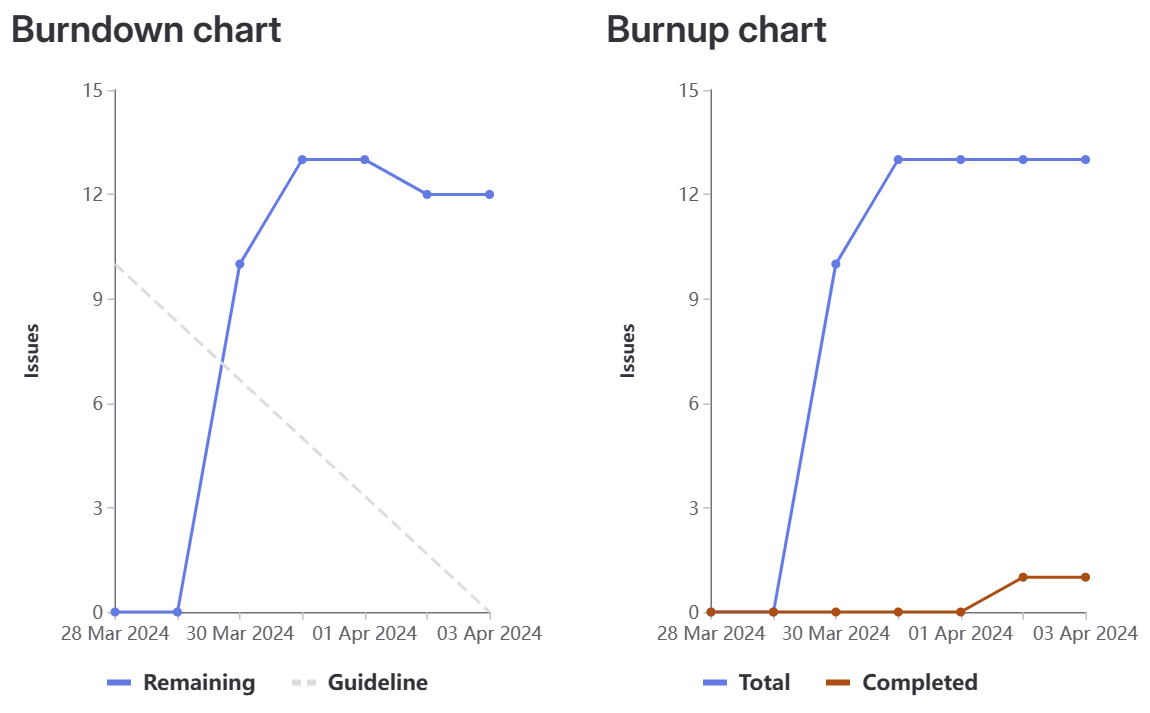 Burndown chart
15
12
9
6
3
0
Issues
28 Mar 2024 30 Mar 2024 01 Apr 2024 03 Apr 2024
Remaining Guideline
Burnup chart
15
12
9
6
3
0
Issues
28 Mar 2024 30 Mar 2024 01 Apr 2024 03 Apr 2024
Total Completed